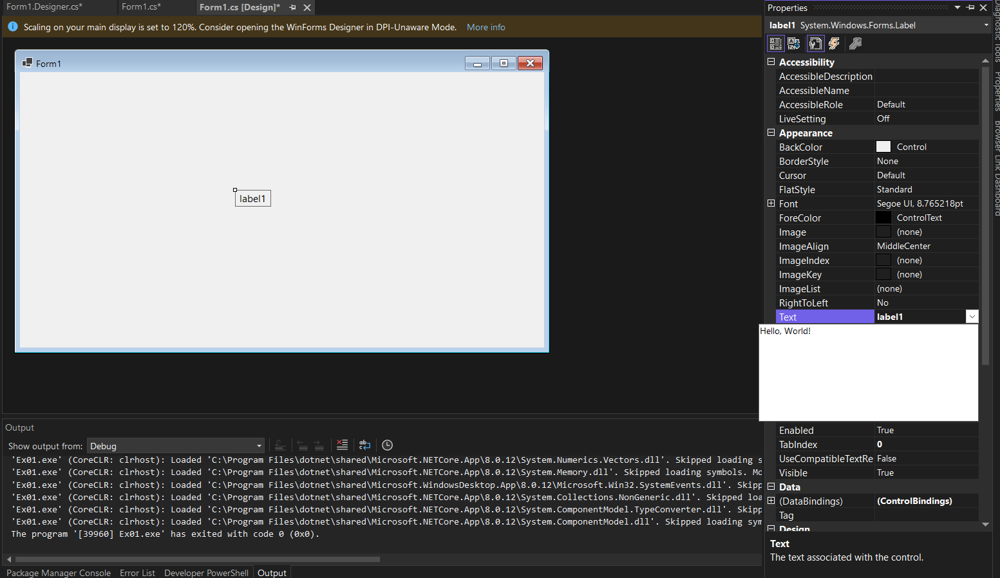 Form1.Designer.cs*
Form1.cs*
Form1.cs [Design]*
Scaling on your main display is set to 120%. Consider opening the WinForms Designer in DPI-Unaware Mode. More info
Form1
label1
Output
Show output from: Debug
'Ex01.exe' (CoreCLR: clrhost): Loaded 'C:\Program Files\dotnet\shared\Microsoft.NETCore.App\8.0.12\System.Numerics.Vectors.dll'. Skipped loading s
'Ex01.exe' (CoreCLR: clrhost): Loaded 'C:\Program Files\dotnet\shared\Microsoft.NETCore.App\8.0.12\System.Memory.dll'. Skipped loading symbols. Mo
'Ex01.exe' (CoreCLR: clrhost): Loaded 'C:\Program Files\dotnet\shared\Microsoft.WindowsDesktop.App\8.0.12\Microsoft.Win32.SystemEvents.dll'. Skipp
'Ex01.exe' (CoreCLR: clrhost): Loaded 'C:\Program Files\dotnet\shared\Microsoft.NETCore.App\8.0.12\System.Collections.NonGeneric.dll'. Skipped loa
'Ex01.exe' (CoreCLR: clrhost): Loaded 'C:\Program Files\dotnet\shared\Microsoft.NETCore.App\8.0.12\System.ComponentModel.TypeConverter.dll'. Skipp
'Ex01.exe' (CoreCLR: clrhost): Loaded 'C:\Program Files\dotnet\shared\Microsoft.NETCore.App\8.0.12\System.ComponentModel.dll'. Skipped loading sym
The program '[39960] Ex01.exe' has exited with code 0 (0x0).
Package Manager Console
Error List
Developer PowerShell
Output
Properties
label1 System.Windows.Forms.Label
Accessibility
AccessibleDescription
AccessibleName
AccessibleRole Default
LiveSetting Off
Appearance
BackColor Control
BorderStyle None
Cursor Default
FlatStyle Standard
Font Segoe UI, 8.765218pt
ForeColor ControlText
Image (none)
ImageAlign MiddleCenter
ImageIndex (none)
ImageKey (none)
ImageList (none)
RightToLeft No
Text label1
Hello, World!
Enabled True
TabIndex 0
UseCompatibleTextRe False
Visible True
Data
(DataBindings) (ControlBindings)
Tag
Design
Text
The text associated with the control.
Diagnostic Tools
Properties
Browser Link Dashboard